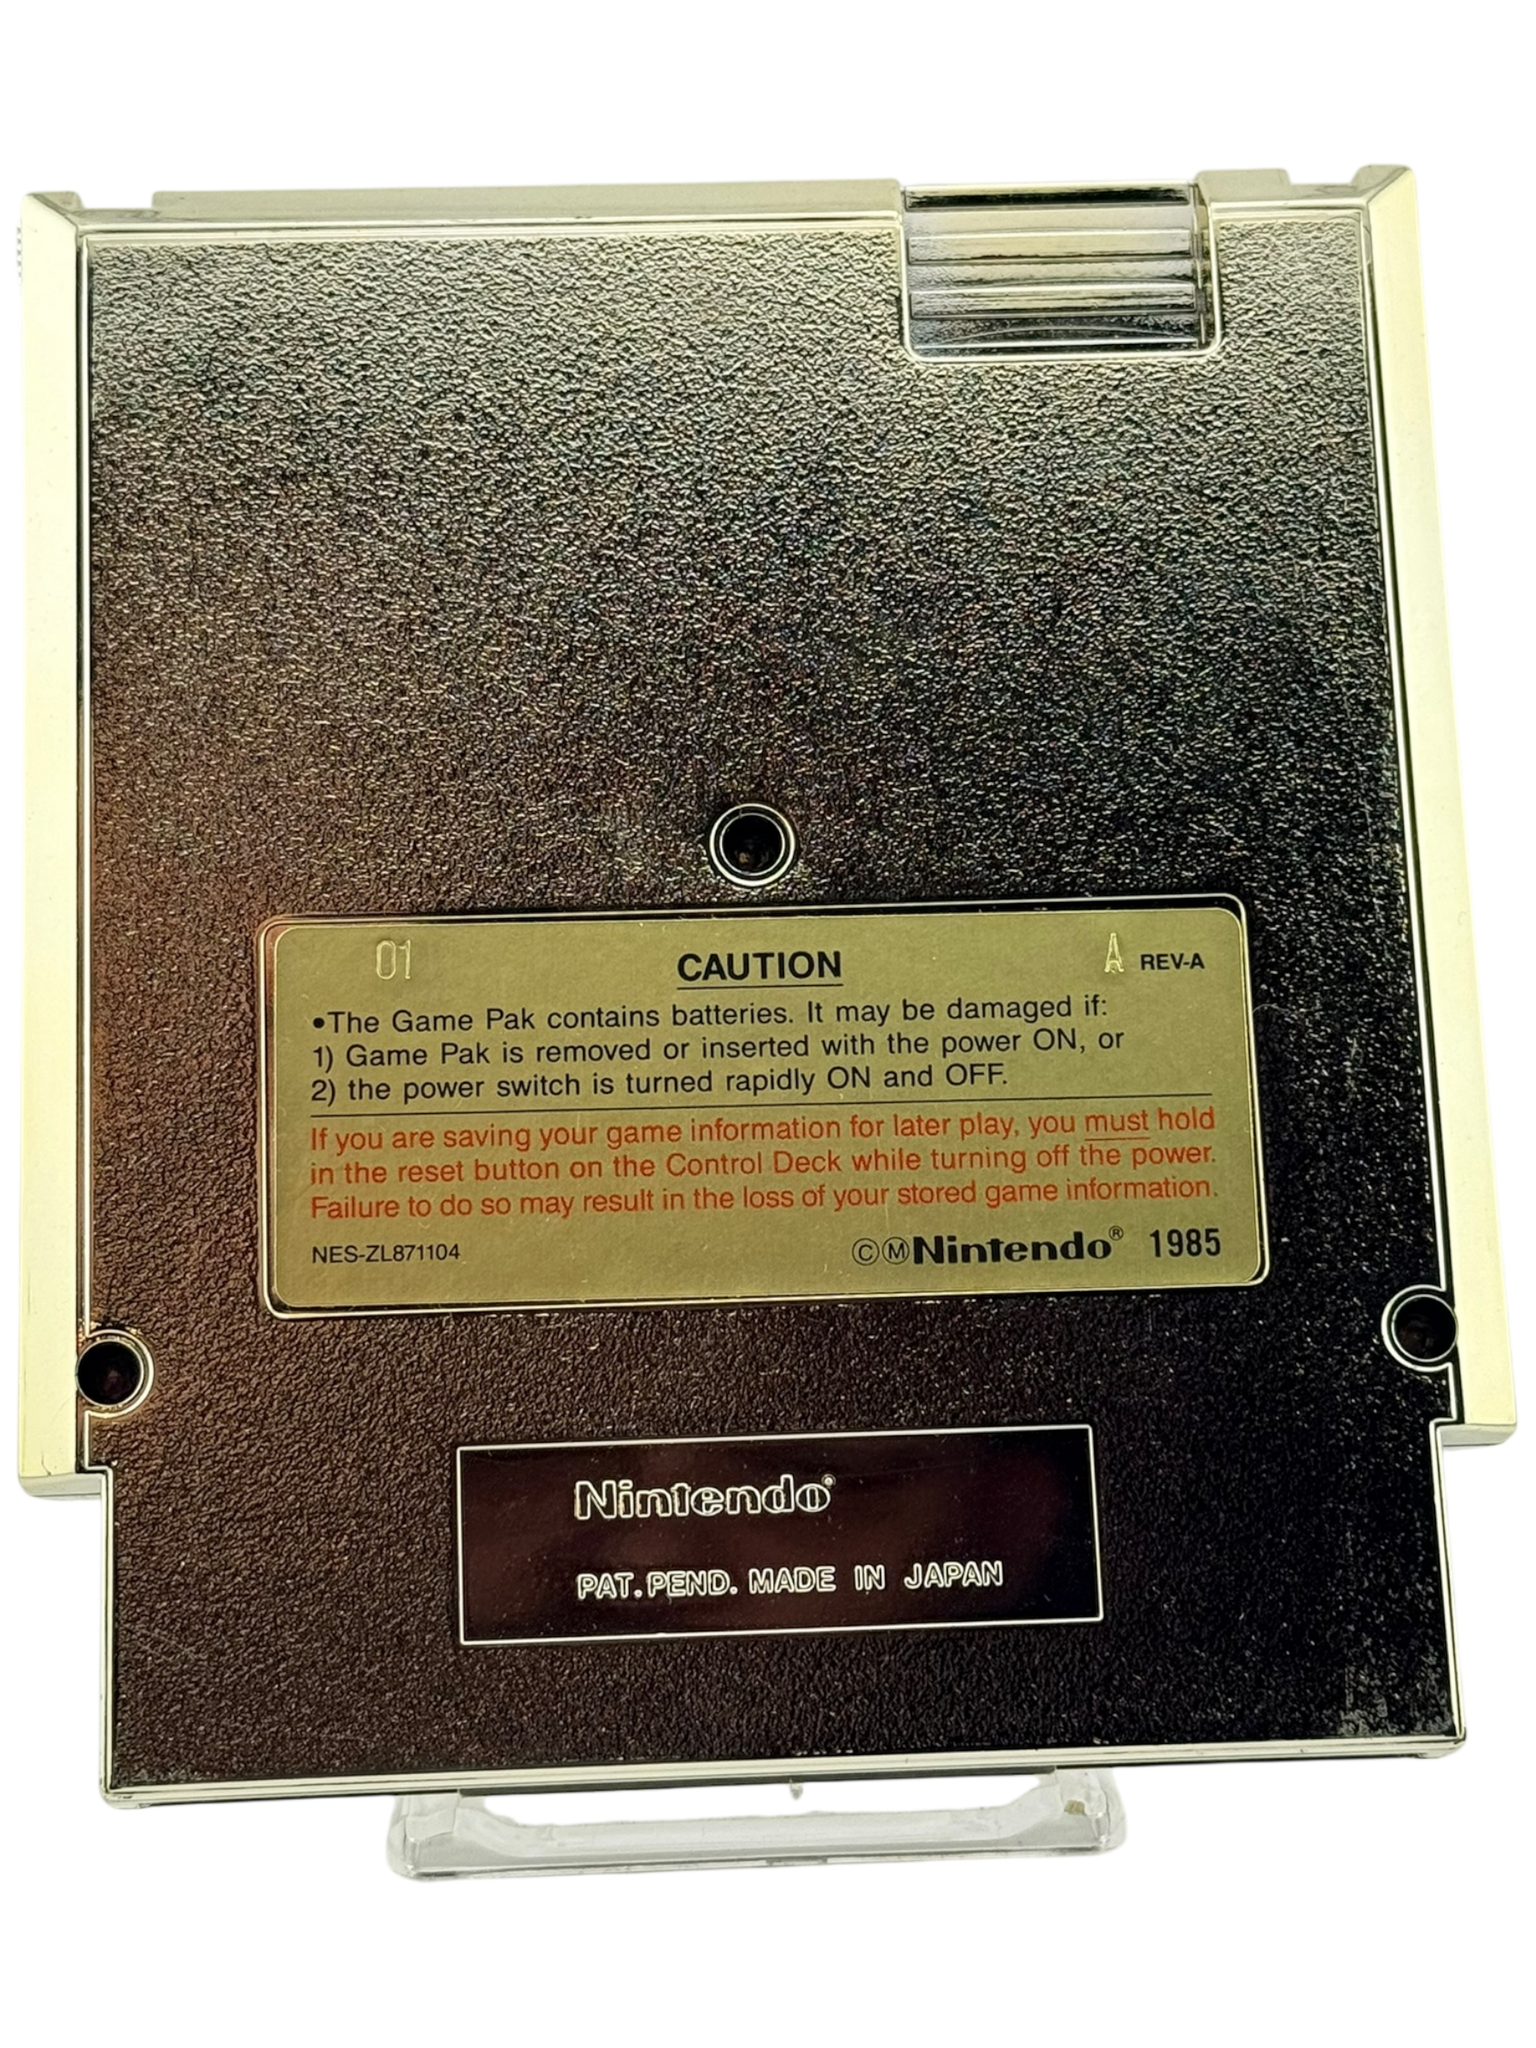 01 CAUTION A REV-A
•The Game Pak contains batteries. It may be damaged if:
1) Game Pak is removed or inserted with the power ON, or
2) the power switch is turned rapidly ON and OFF.
If you are saving your game information for later play, you must hold
in the reset button on the Control Deck while turning off the power.
Failure to do so may result in the loss of your stored game information.
NES-ZL871104 ©Ⓜ Nintendo® 1985
Nintendo®
PAT. PEND. MADE IN JAPAN